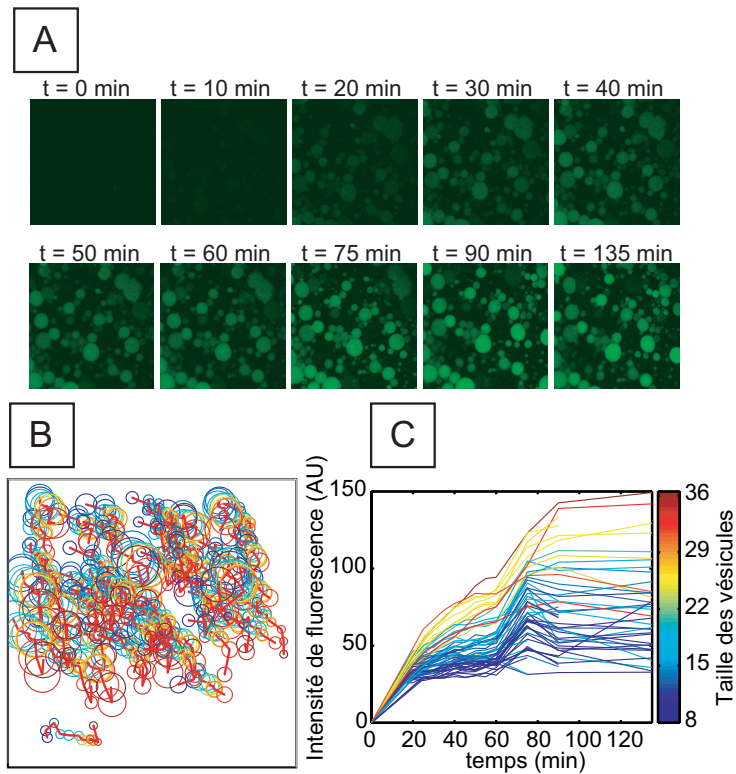 A
t = 0 min t = 10 min t = 20 min t = 30 min t = 40 min
t = 50 min t = 60 min t = 75 min t = 90 min t = 135 min
B
C
Intensité de fluorescence (AU)
150
100
50
0
0 20 40 60 80 100 120
temps (min)
36
29
22
15
8
Taille des vésicules